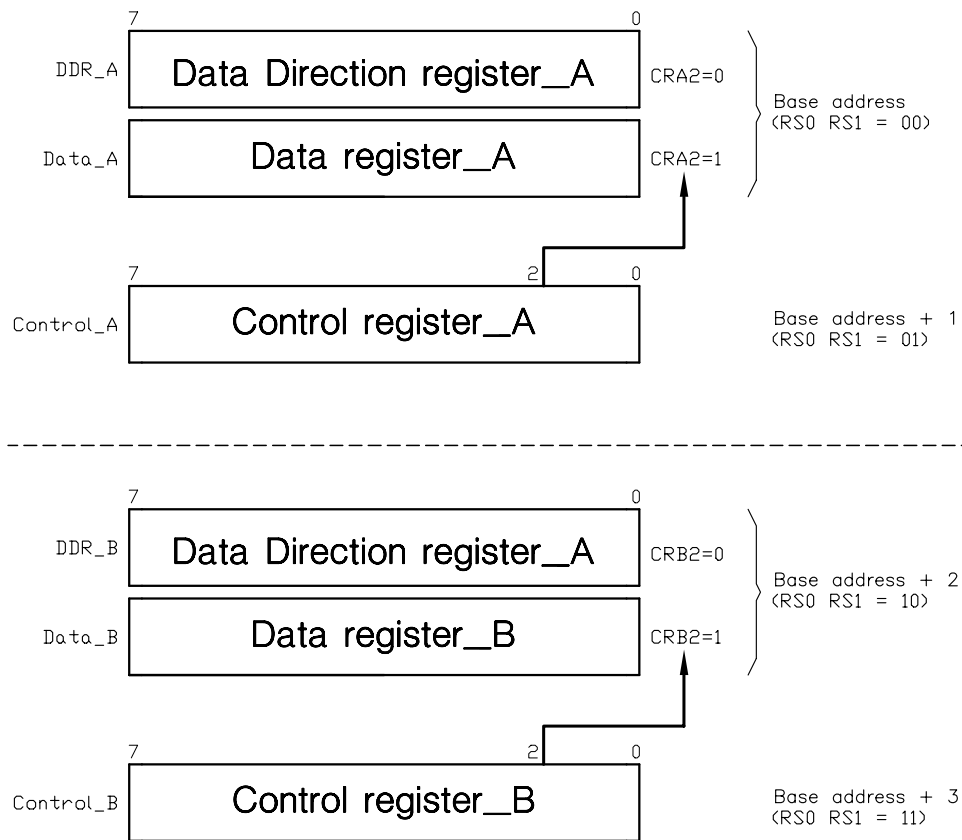 7 0
DDR_A Data Direction register_A CRA2=0
Base address
(RS0 RS1 = 00)
Data_A Data register_A CRA2=1
7 2 0
Control_A Control register_A Base address + 1
(RS0 RS1 = 01)
7 0
DDR_B Data Direction register_A CRB2=0
Base address + 2
(RS0 RS1 = 10)
Data_B Data register_B CRB2=1
7 2 0
Control_B Control register_B Base address + 3
(RS0 RS1 = 11)